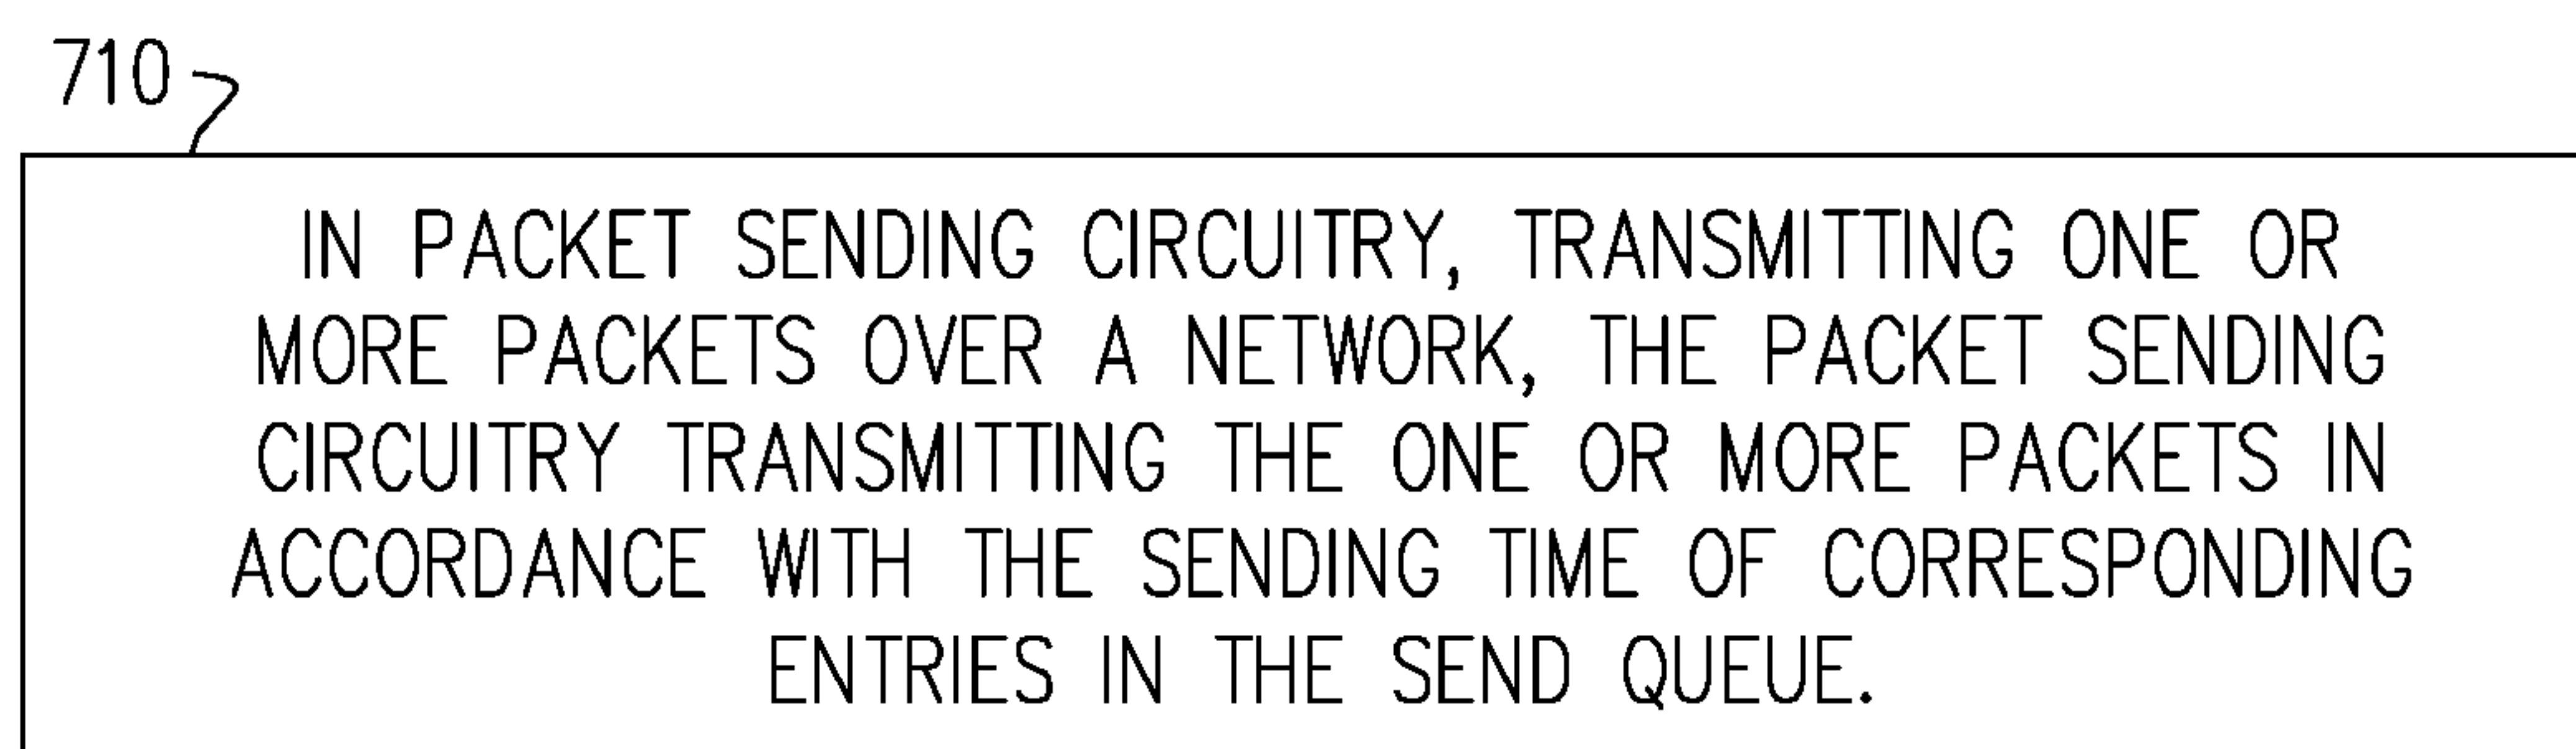 710
IN PACKET SENDING CIRCUITRY, TRANSMITTING ONE OR
MORE PACKETS OVER A NETWORK, THE PACKET SENDING
CIRCUITRY TRANSMITTING THE ONE OR MORE PACKETS IN
ACCORDANCE WITH THE SENDING TIME OF CORRESPONDING
ENTRIES IN THE SEND QUEUE.